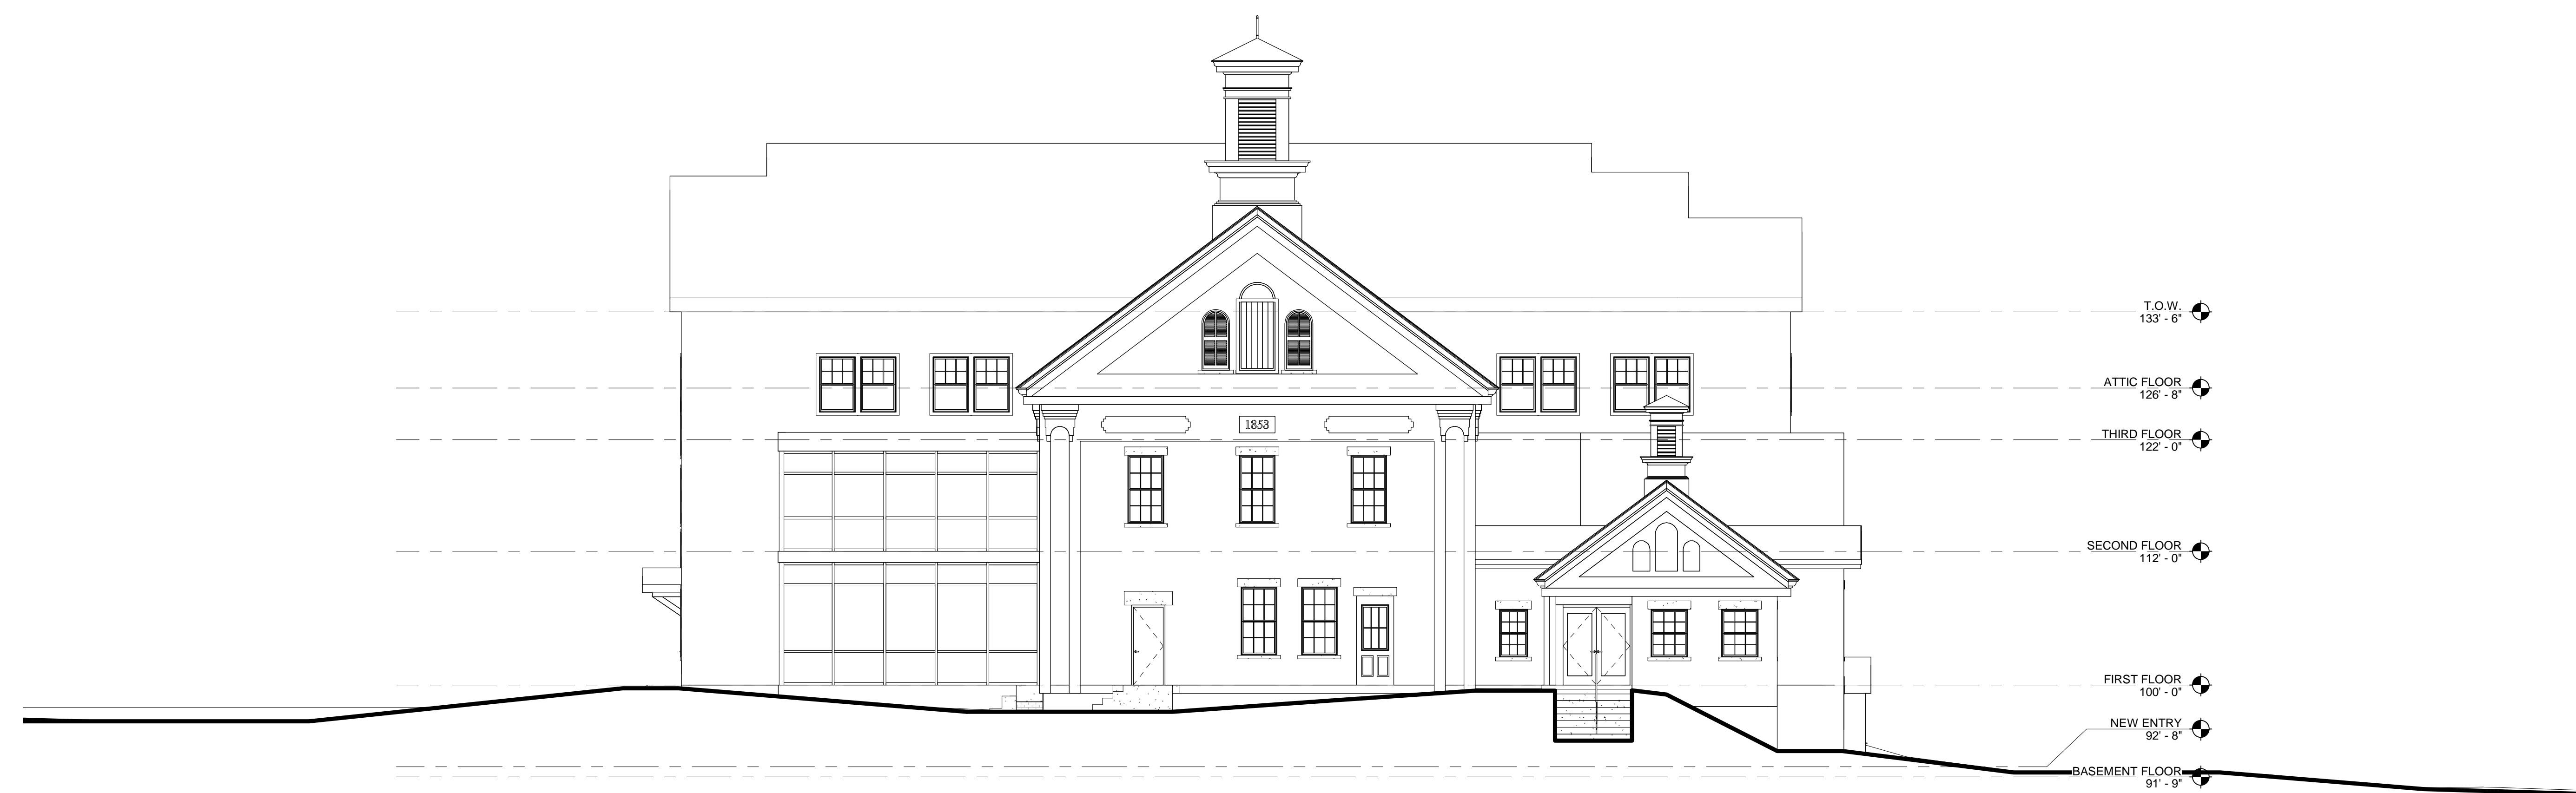 T.O.W.
133' - 6"
ATTIC FLOOR
126' - 8"
1853
THIRD FLOOR
122' - 0"
SECOND FLOOR
112' - 0"
FIRST FLOOR
100' - 0"
NEW ENTRY
92' - 8"
BASEMENT FLOOR
91' - 9"